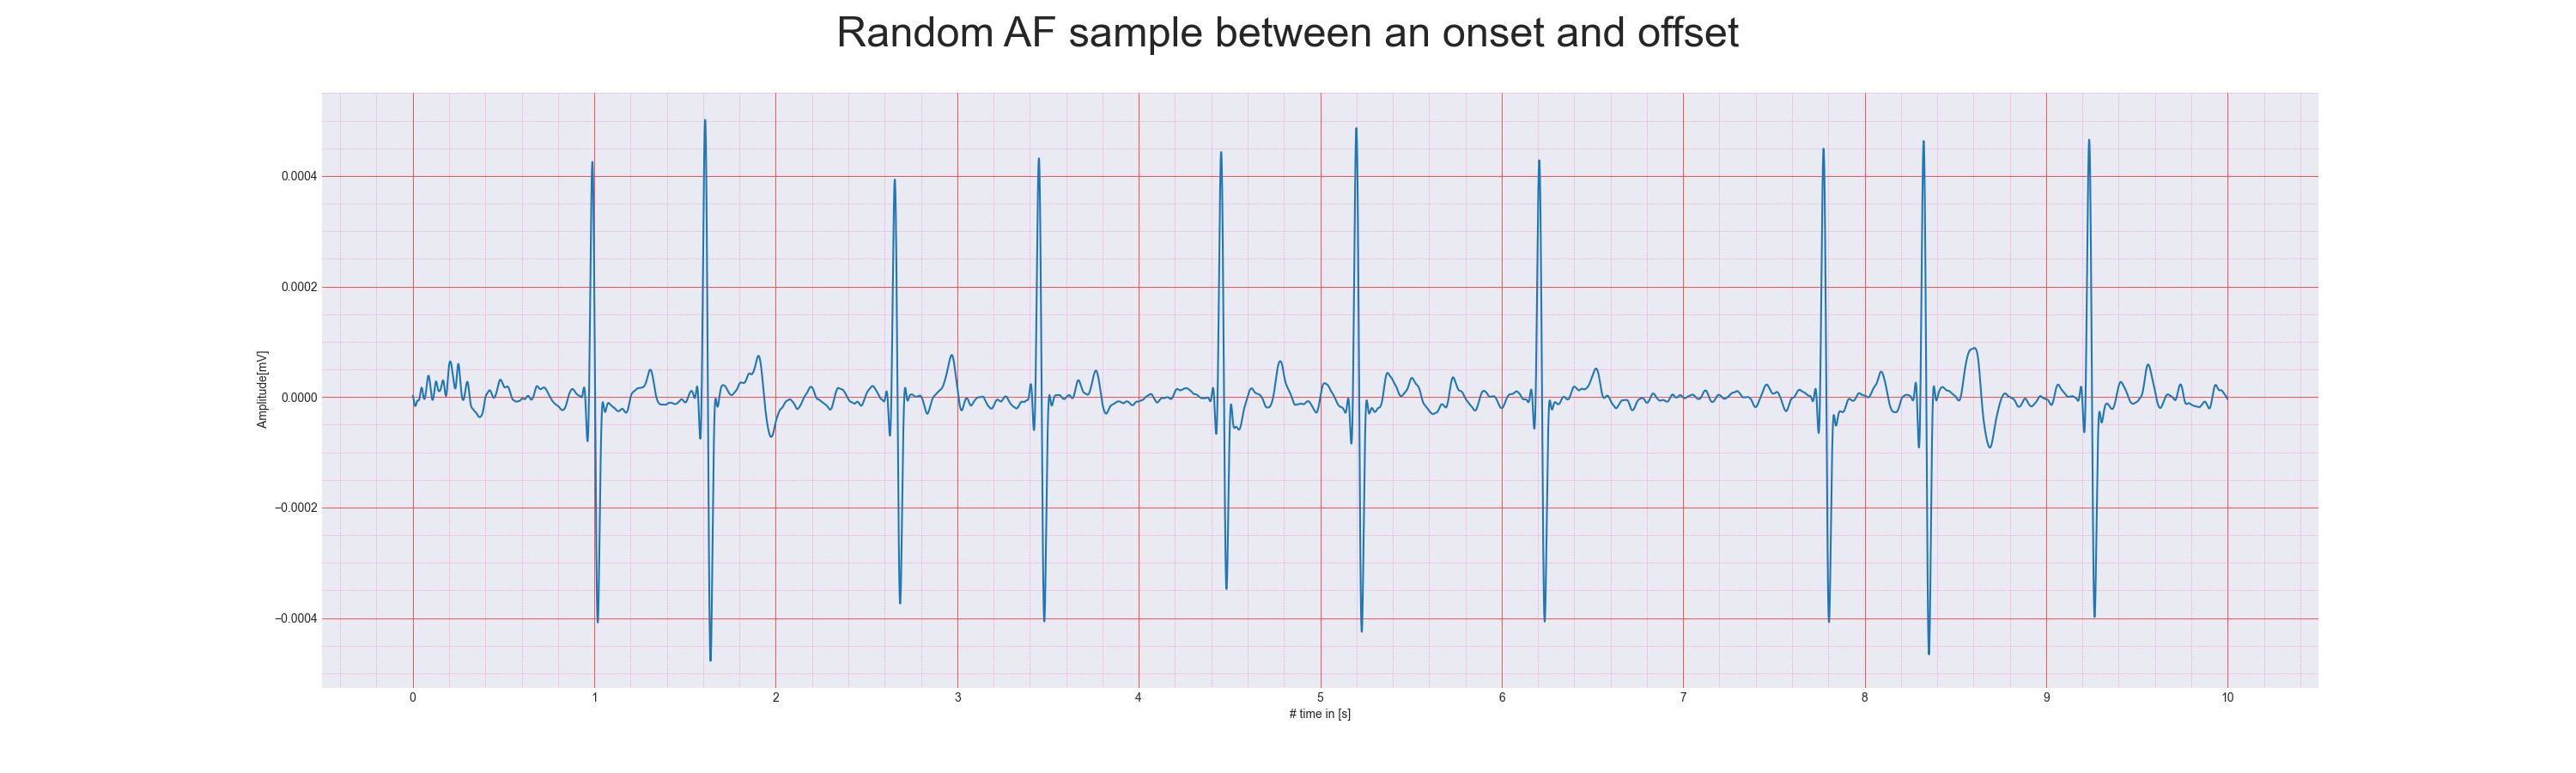 Random AF sample between an onset and offset
Amplitude[mV]
0.0004
0.0002
0.0000
−0.0002
−0.0004
0 1 2 3 4 5 6 7 8 9 10
# time in [s]